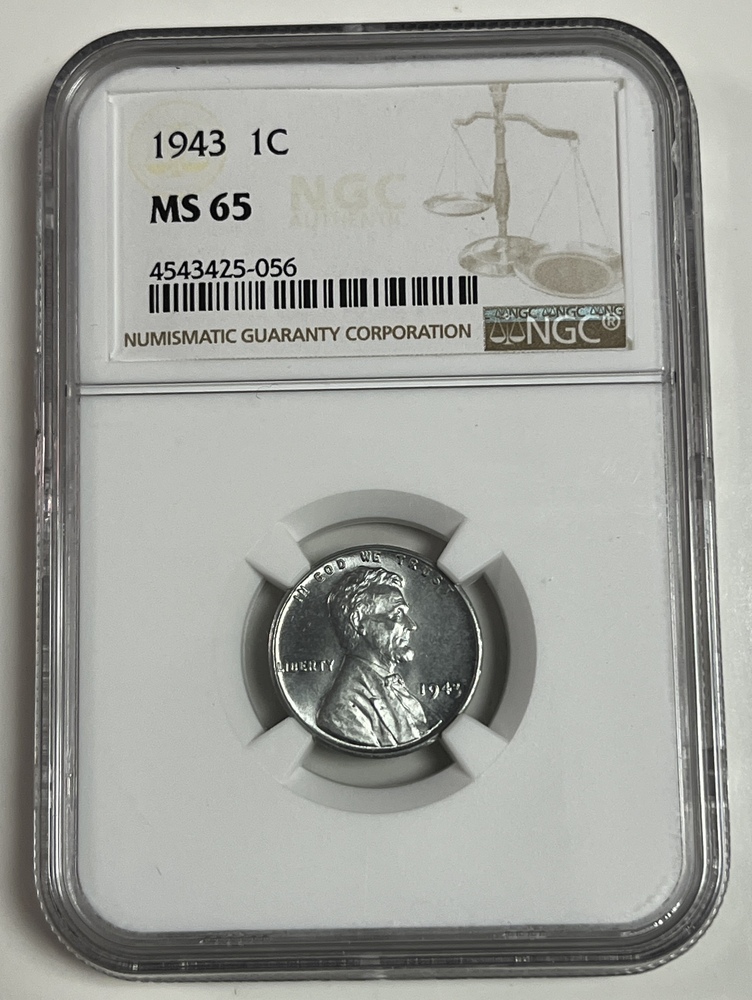 1943 1C
MS 65
NGC
AUTHENTIC
4543425-056
NUMISMATIC GUARANTY CORPORATION
NGC NGC NG
NGC®
IN GOD WE TRUST
LIBERTY
1943